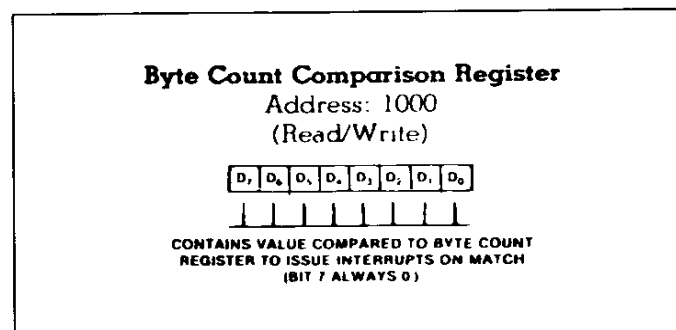 Byte Count Comparison Register
Address: 1000
(Read/Write)
D₇ D₆ D₅ D₄ D₃ D₂ D₁ D₀
CONTAINS VALUE COMPARED TO BYTE COUNT
REGISTER TO ISSUE INTERRUPTS ON MATCH
(BIT 7 ALWAYS 0)